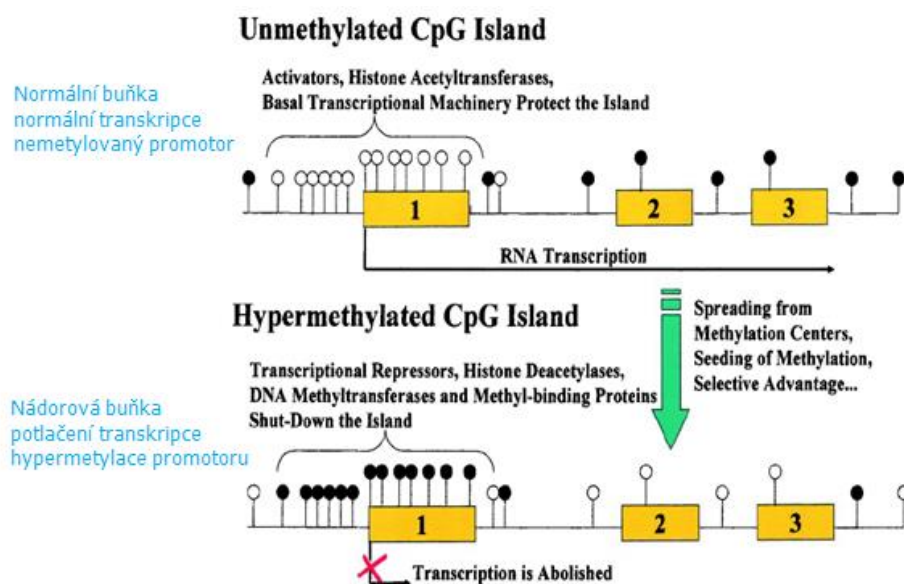 Unmethylated CpG Island
Normální buňka
normální transkripce
nemetylovaný promotor
Activators, Histone Acetyltransferases,
Basal Transcriptional Machinery Protect the Island
1
2
3
RNA Transcription
Spreading from
Methylation Centers,
Seeding of Methylation,
Selective Advantage...
Hypermethylated CpG Island
Nádorová buňka
potlačení transkripce
hypermetylace promotoru
Transcriptional Repressors, Histone Deacetylases,
DNA Methyltransferases and Methyl-binding Proteins
Shut-Down the Island
1
2
3
Transcription is Abolished